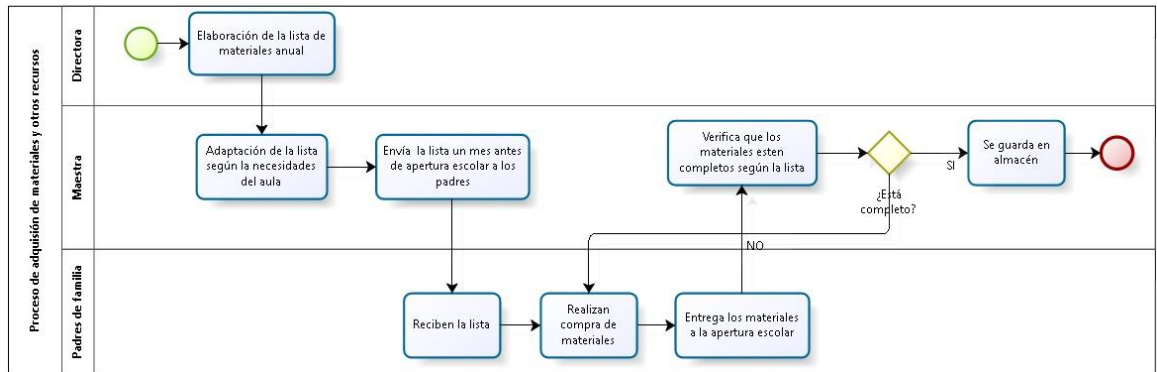 Proceso de adquisión de materiales y otros recursos
Directora
Elaboración de la lista de
materiales anual
Maestra
Adaptación de la lista
según la necesidades
del aula
Envía la lista un mes antes
de apertura escolar a los
padres
Verifica que los
materiales esten
completos según la lista
¿Está
completo?
SI
NO
Se guarda en
almacén
Padres de familia
Reciben la lista
Realizan
compra de
materiales
Entrega los materiales
a la apertura escolar